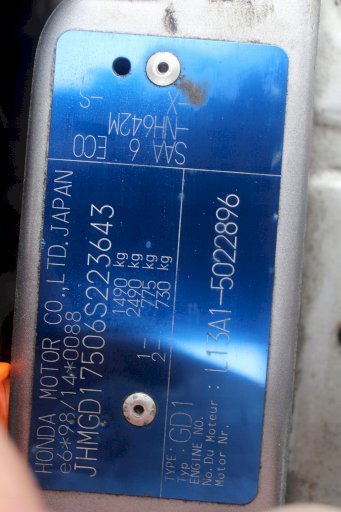 HONDA MOTOR CO.,LTD.JAPAN
e6*98/14*0088
JHMGD17506S223643
1490 kg
2490 kg
1– 775 kg
2– 730 kg
TYPE: GD1
TYP
ENGINE NO.
No.Du Moteur : L13A1–5022896
Motor Nr.
SAA 6 ECO
–NH642M
–X –S